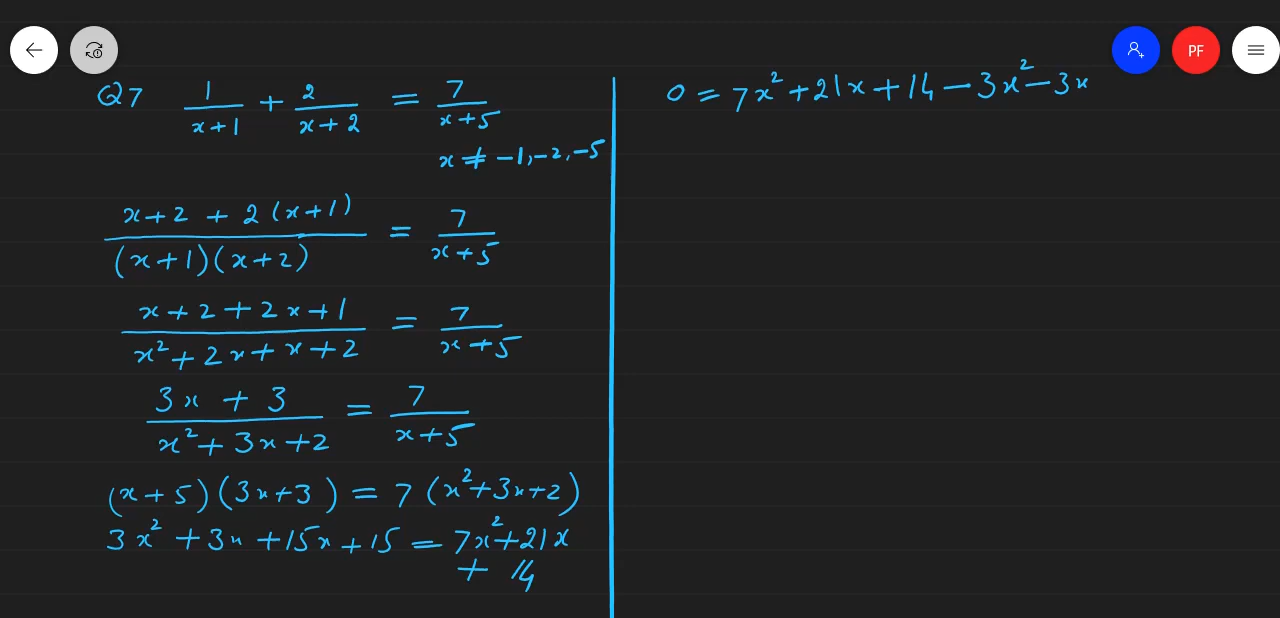 PF
Q7 1/(x+1) + 2/(x+2) = 7/(x+5)
x ≠ -1, -2, -5
(x+2 + 2(x+1))/((x+1)(x+2)) = 7/(x+5)
(x+2+2x+1)/(x²+2x+x+2) = 7/(x+5)
(3x + 3)/(x²+3x+2) = 7/(x+5)
(x+5)(3x+3) = 7(x²+3x+2)
3x² + 3x + 15x + 15 = 7x²+21x
+ 14
0 = 7x² + 21x + 14 - 3x² - 3x